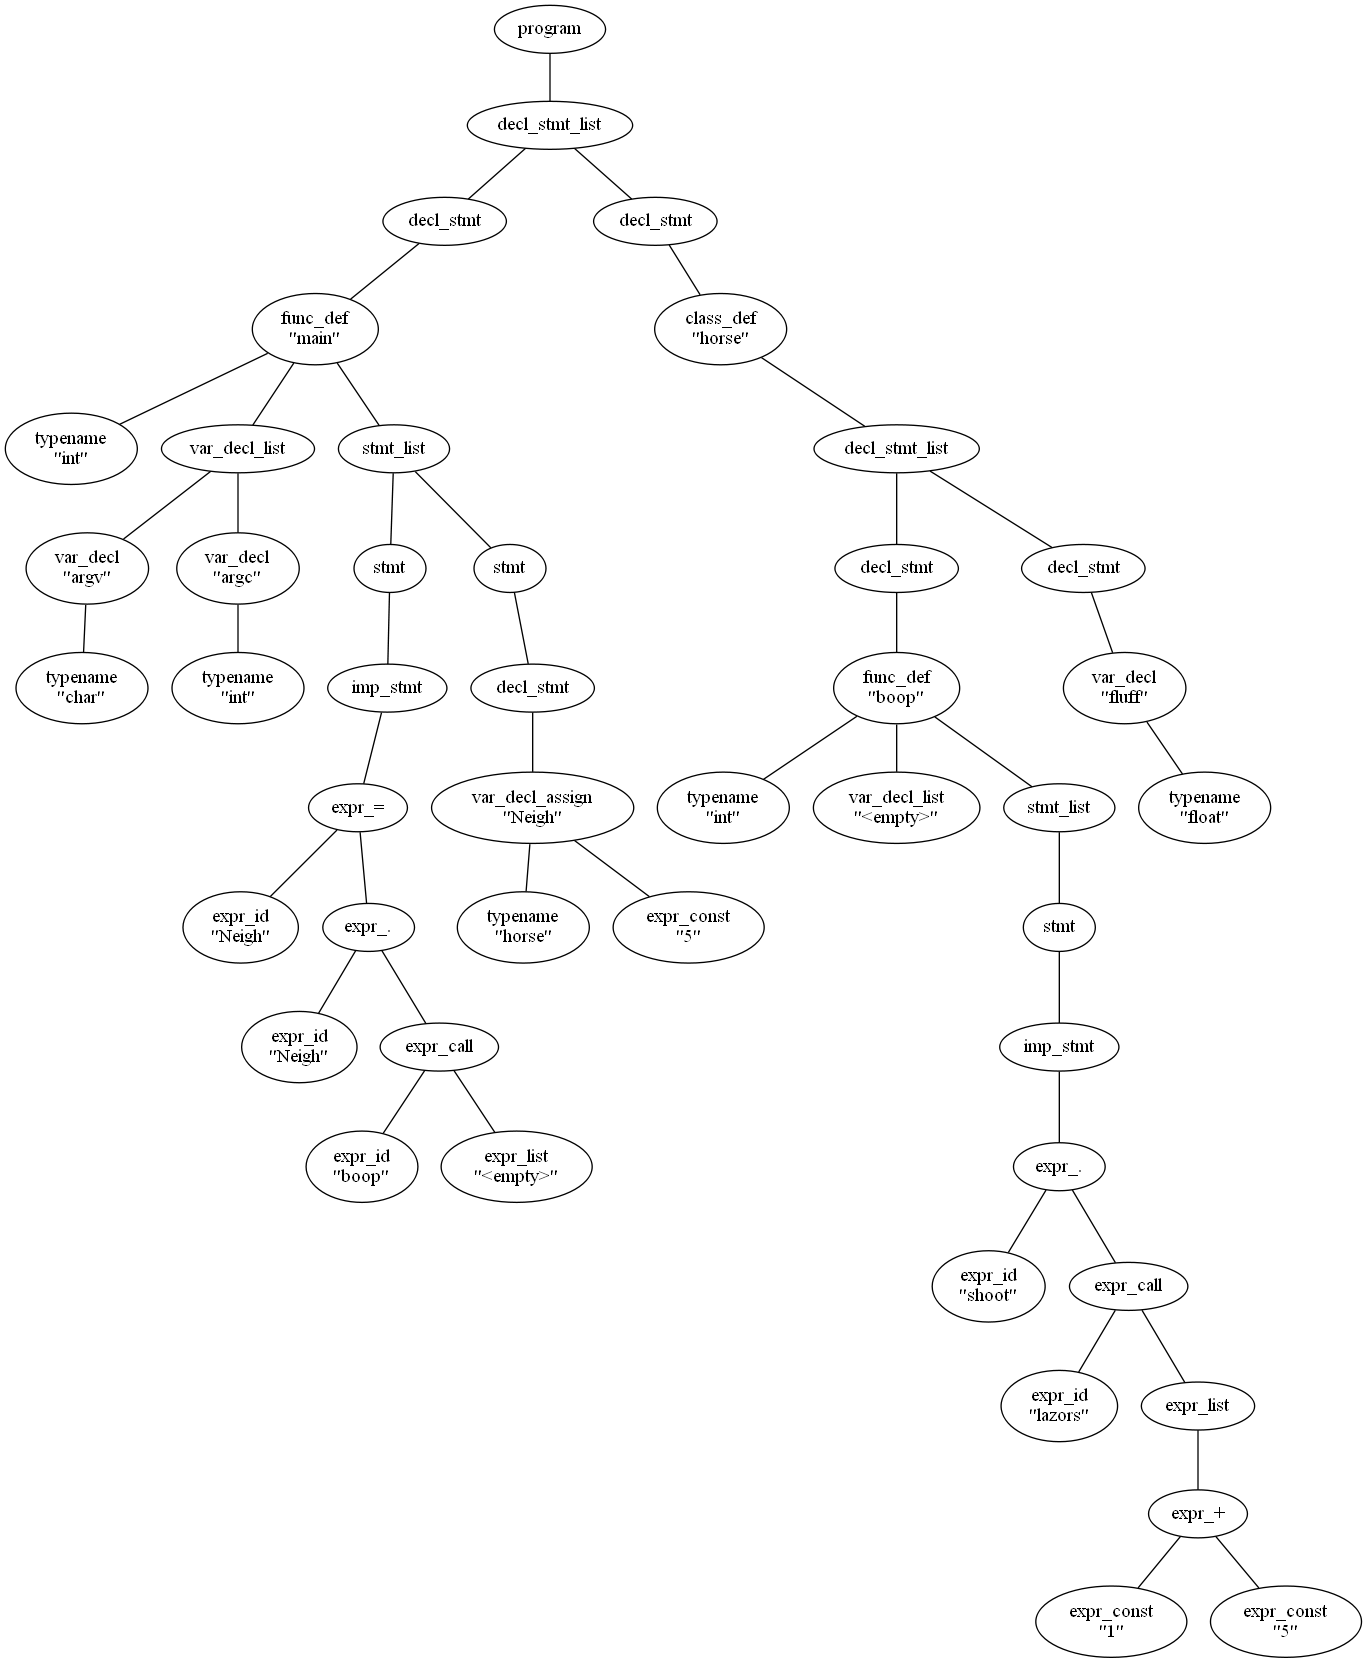 program
decl_stmt_list
decl_stmt
decl_stmt
func_def
"main"
class_def
"horse"
typename
"int"
var_decl_list
stmt_list
decl_stmt_list
var_decl
"argv"
var_decl
"argc"
stmt
stmt
decl_stmt
decl_stmt
typename
"char"
typename
"int"
imp_stmt
decl_stmt
func_def
"boop"
var_decl
"fluff"
expr_=
var_decl_assign
"Neigh"
typename
"int"
var_decl_list
"<empty>"
stmt_list
typename
"float"
expr_id
"Neigh"
expr_.
typename
"horse"
expr_const
"5"
stmt
expr_id
"Neigh"
expr_call
imp_stmt
expr_id
"boop"
expr_list
"<empty>"
expr_.
expr_id
"shoot"
expr_call
expr_id
"lazors"
expr_list
expr_+
expr_const
"1"
expr_const
"5"